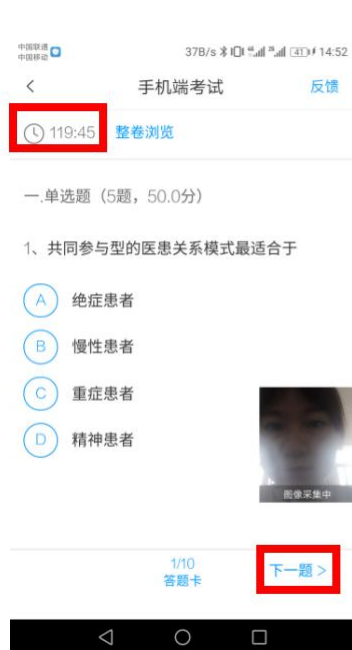 中国联通
中国移动
37B/s 41 14:52
手机端考试 反馈
119:45 整卷浏览
一.单选题（5题，50.0分）
1、共同参与型的医患关系模式最适合于
A 绝症患者
B 慢性患者
C 重症患者
D 精神患者
图像采集中
1/10
答题卡
下一题 >